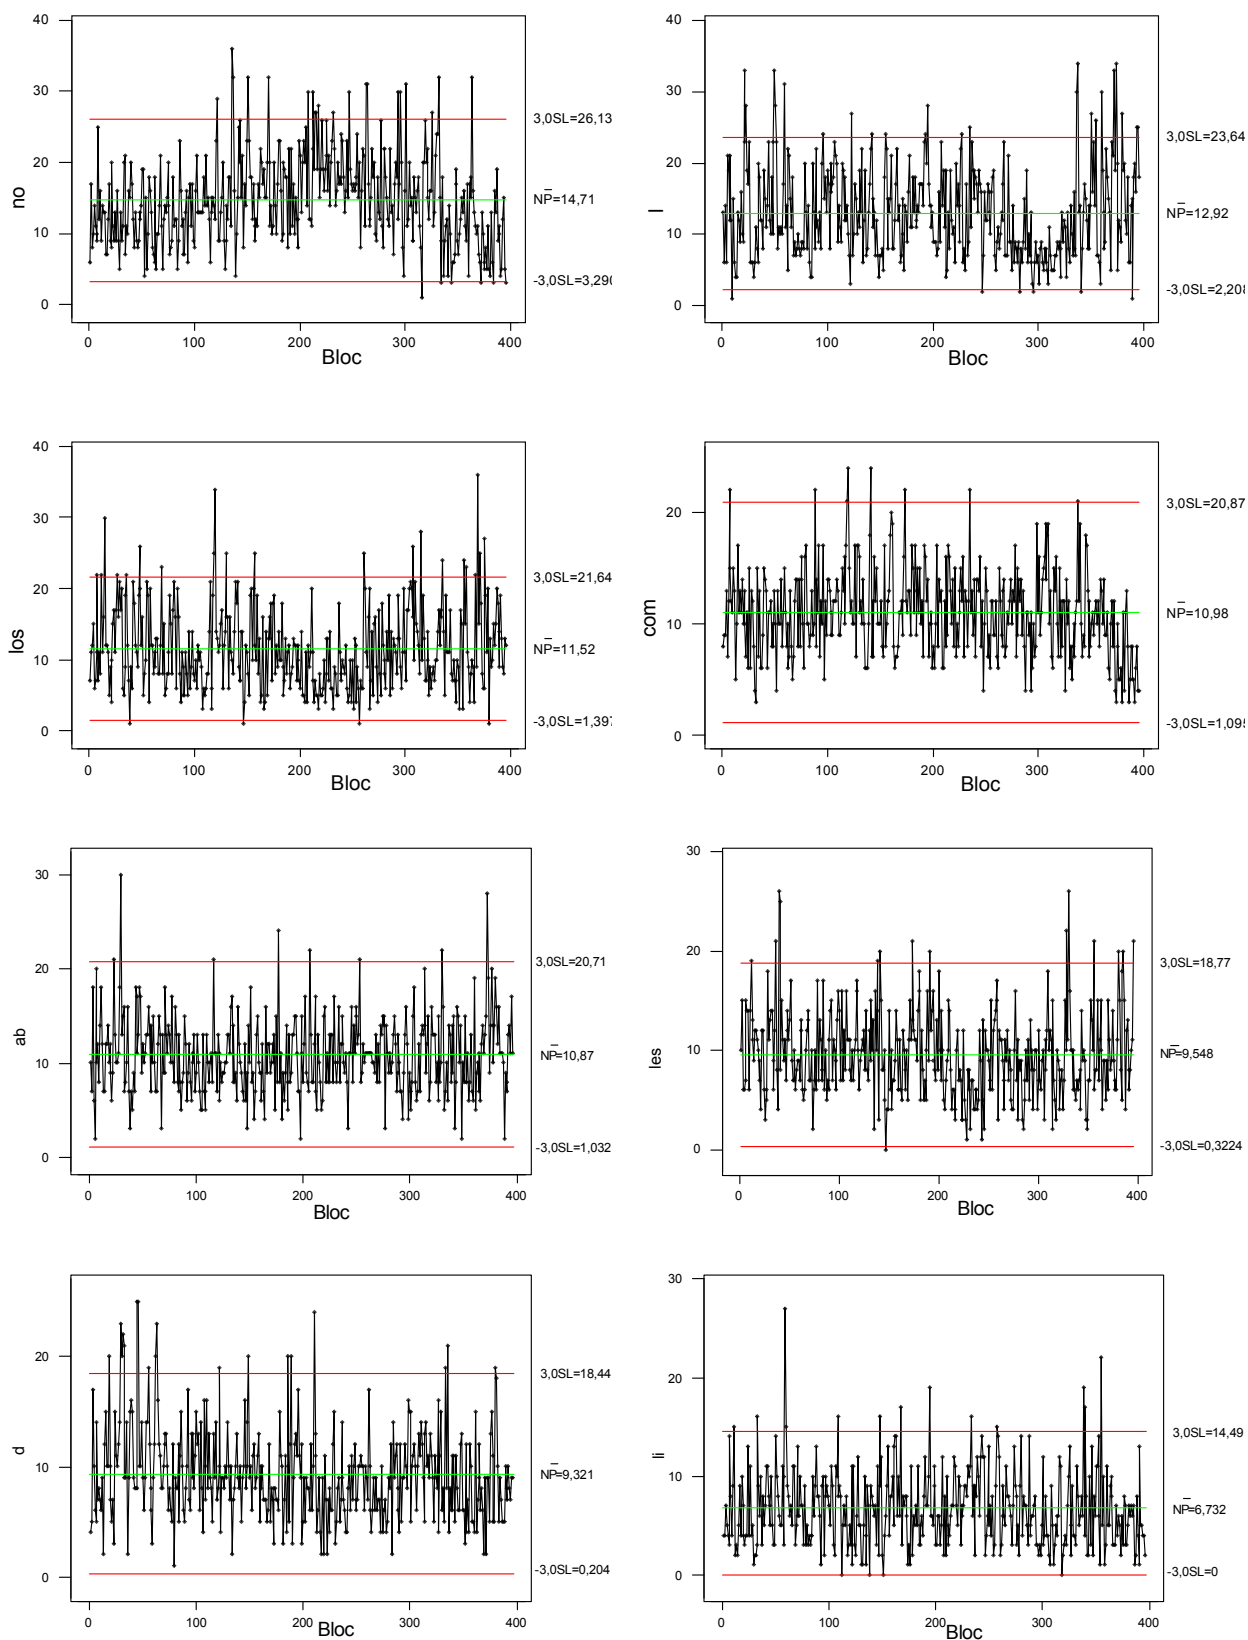 no
40
30
20
10
0
0 100 200 300 400
Bloc
3,0SL=26,13
NP=14,71
-3,0SL=3,290
l
40
30
20
10
0
0 100 200 300 400
Bloc
3,0SL=23,64
NP=12,92
-3,0SL=2,208
los
40
30
20
10
0
0 100 200 300 400
Bloc
3,0SL=21,64
NP=11,52
-3,0SL=1,397
com
20
10
0
0 100 200 300 400
Bloc
3,0SL=20,87
NP=10,98
-3,0SL=1,095
ab
30
20
10
0
0 100 200 300 400
Bloc
3,0SL=20,71
NP=10,87
-3,0SL=1,032
les
30
20
10
0
0 100 200 300 400
Bloc
3,0SL=18,77
NP=9,548
-3,0SL=0,3224
d
20
10
0
0 100 200 300 400
Bloc
3,0SL=18,44
NP=9,321
-3,0SL=0,204
li
30
20
10
0
0 100 200 300 400
Bloc
3,0SL=14,49
NP=6,732
-3,0SL=0